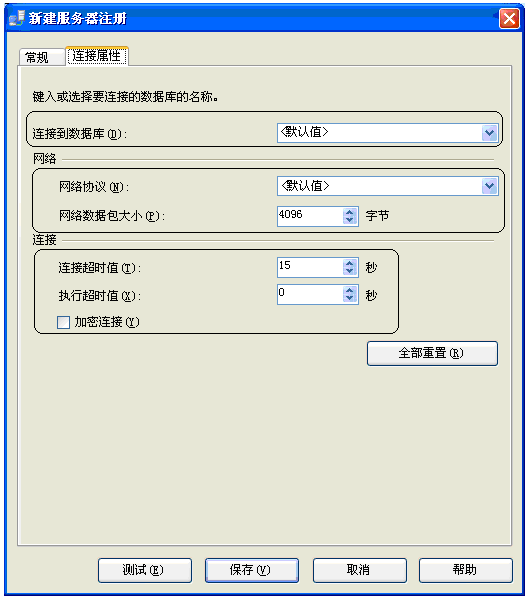 新建服务器注册
常规 连接属性
键入或选择要连接的数据库的名称。
连接到数据库(D): <默认值>
网络
网络协议(N): <默认值>
网络数据包大小(P): 4096 字节
连接
连接超时值(T): 15 秒
执行超时值(X): 0 秒
加密连接(Y)
全部重置(R)
测试(E) 保存(V) 取消 帮助